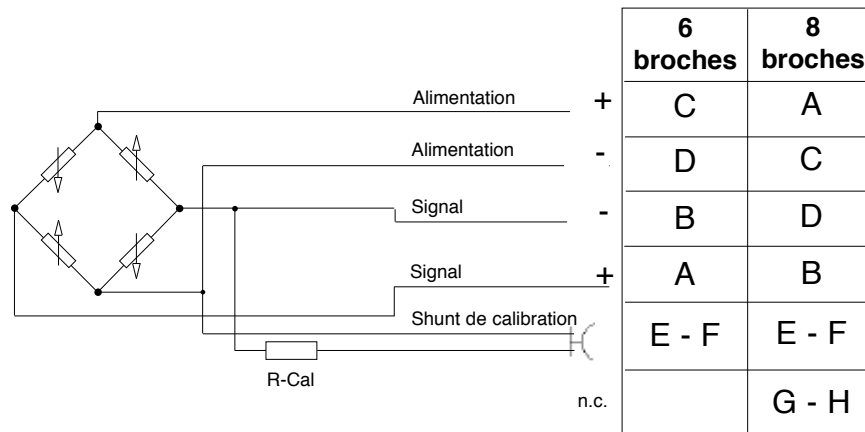 6 broches 8 broches
Alimentation + C A
Alimentation - D C
Signal - B D
Signal + A B
Shunt de calibration E - F E - F
R-Cal
n.c. G - H